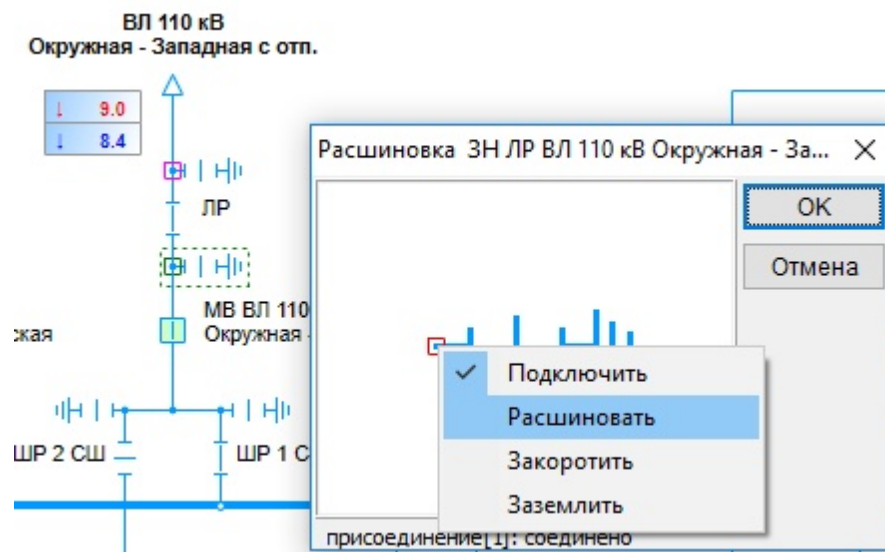 ВЛ 110 кВ
Окружная - Западная с отп.
↓ 9.0
↓ 8.4
ЛР
МВ ВЛ 110
Окружная -
ская
ШР 2 СШ
ШР 1 С
Расшиновка ЗН ЛР ВЛ 110 кВ Окружная - За...
OK
Отмена
Подключить
Расшиновать
Закоротить
Заземлить
присоединение[1]: соединено